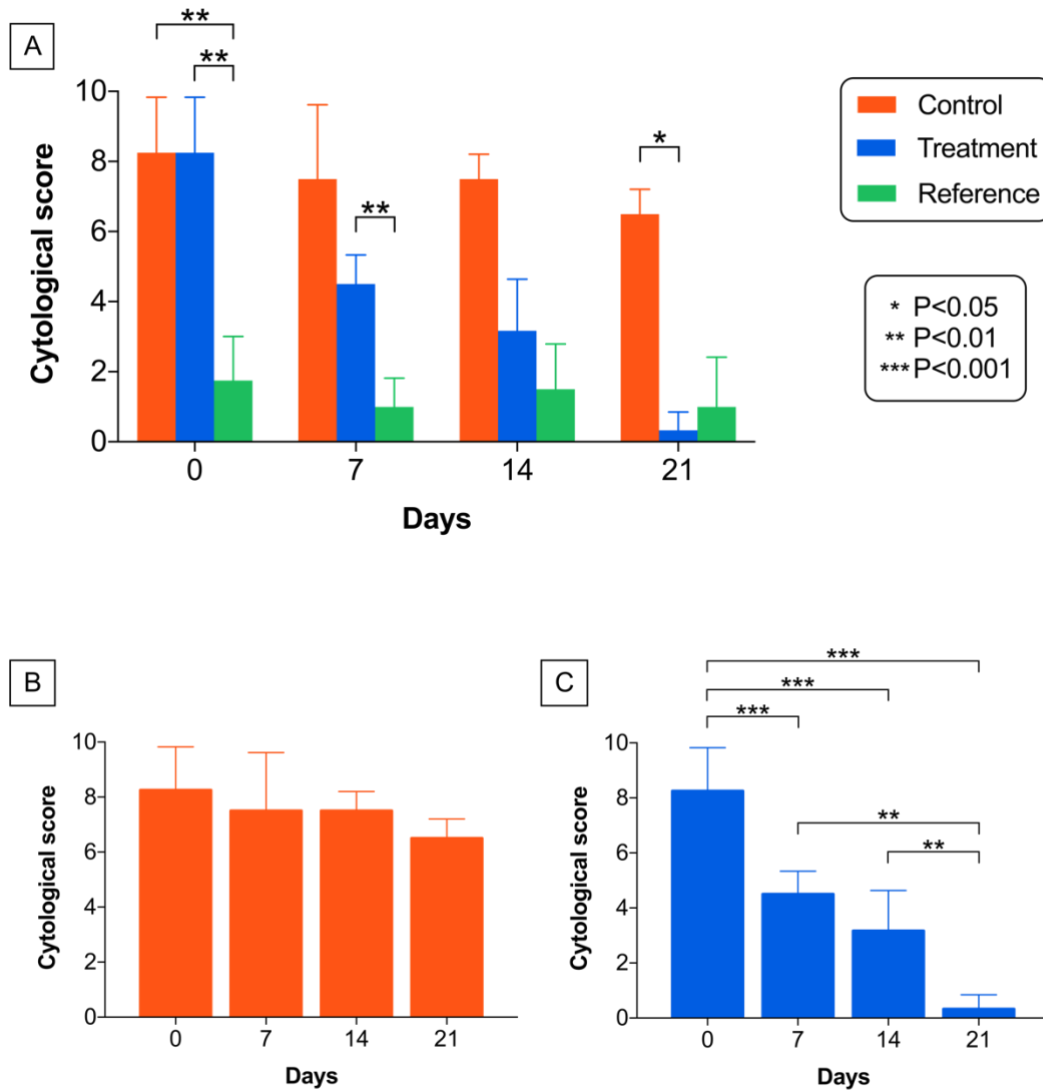 A
**
**
**
*
10
8
6
4
2
0
Cytological score
0 7 14 21
Days
Control
Treatment
Reference
* P<0.05
** P<0.01
*** P<0.001
B
10
8
6
4
2
0
Cytological score
0 7 14 21
Days
C
***
***
***
**
**
10
8
6
4
2
0
Cytological score
0 7 14 21
Days